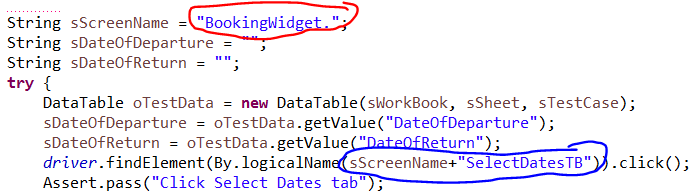 String sScreenName = "BookingWidget.";
String sDateOfDeparture = "";
String sDateOfReturn = "";
try {
DataTable oTestData = new DataTable(sWorkBook, sSheet, sTestCase);
sDateOfDeparture = oTestData.getValue("DateOfDeparture");
sDateOfReturn = oTestData.getValue("DateOfReturn");
driver.findElement(By.logicalName(sScreenName+"SelectDatesTB")).click();
Assert.pass("Click Select Dates tab");